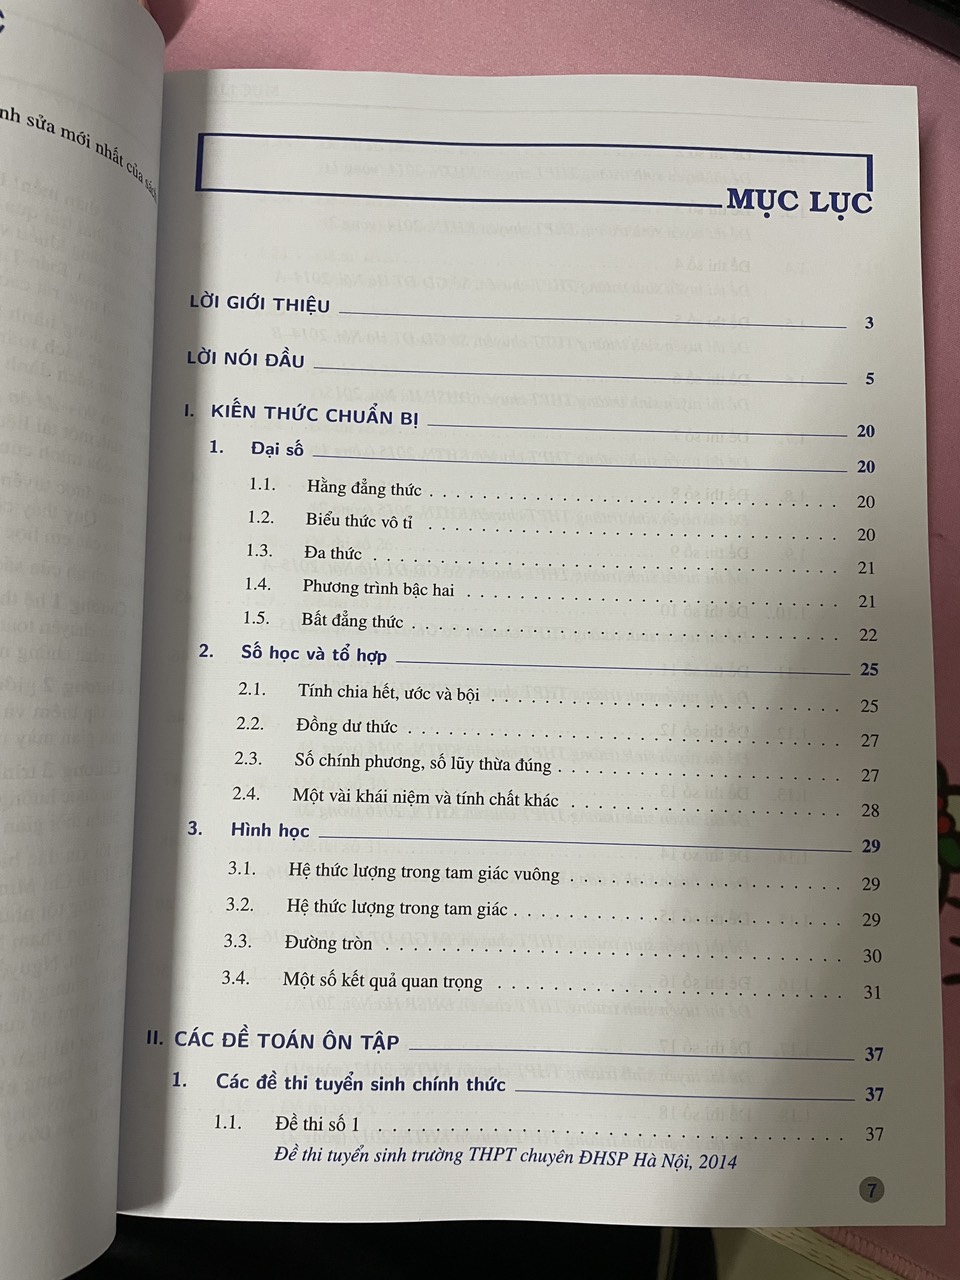 nh sửa mới nhất của sách
MỤC LỤC
LỜI GIỚI THIỆU 3
LỜI NÓI ĐẦU 5
I. KIẾN THỨC CHUẨN BỊ 20
1. Đại số 20
1.1. Hằng đẳng thức 20
1.2. Biểu thức vô tỉ 20
1.3. Đa thức 21
1.4. Phương trình bậc hai 21
1.5. Bất đẳng thức 22
2. Số học và tổ hợp 25
2.1. Tính chia hết, ước và bội 25
2.2. Đồng dư thức 27
2.3. Số chính phương, số lũy thừa đúng 27
2.4. Một vài khái niệm và tính chất khác 28
3. Hình học 29
3.1. Hệ thức lượng trong tam giác vuông 29
3.2. Hệ thức lượng trong tam giác 29
3.3. Đường tròn 30
3.4. Một số kết quả quan trọng 31
II. CÁC ĐỀ TOÁN ÔN TẬP 37
1. Các đề thi tuyển sinh chính thức 37
1.1. Đề thi số 1 37
Đề thi tuyển sinh trường THPT chuyên ĐHSP Hà Nội, 2014
7